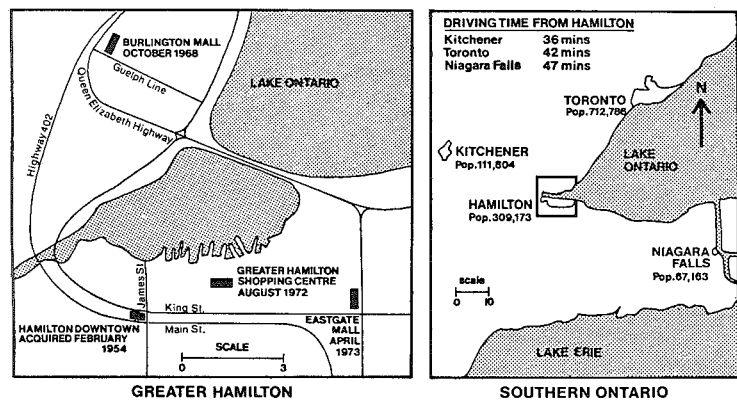 BURLINGTON MALL
OCTOBER 1968
Guelph Line
Queen Elizabeth Highway
Highway 402
LAKE ONTARIO
GREATER HAMILTON
SHOPPING CENTRE
AUGUST 1972
James St.
King St.
Main St.
HAMILTON DOWNTOWN
ACQUIRED FEBRUARY
1954
EASTGATE
MALL
APRIL
1973
SCALE
0 3
GREATER HAMILTON
DRIVING TIME FROM HAMILTON
Kitchener 36 mins
Toronto 42 mins
Niagara Falls 47 mins
N
TORONTO
Pop. 712,786
KITCHENER
Pop. 111,804
LAKE
ONTARIO
HAMILTON
Pop. 309,173
NIAGARA
FALLS
Pop. 67,163
scale
0 10
LAKE ERIE
SOUTHERN ONTARIO